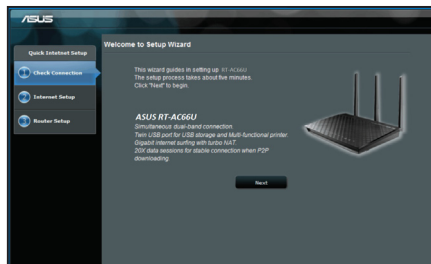 ASUS
Quick Internet Setup
1 Check Connection
2 Internet Setup
3 Router Setup
Welcome to Setup Wizard
This wizard guides in setting up RT-AC66U
The setup process takes about five minutes.
Click "Next" to begin.
ASUS RT-AC66U
Simultaneous dual-band connection.
Twin USB port for USB storage and Multi-functional printer.
Gigabit internet surfing with turbo NAT.
20X data sessions for stable connection when P2P
downloading.
Next